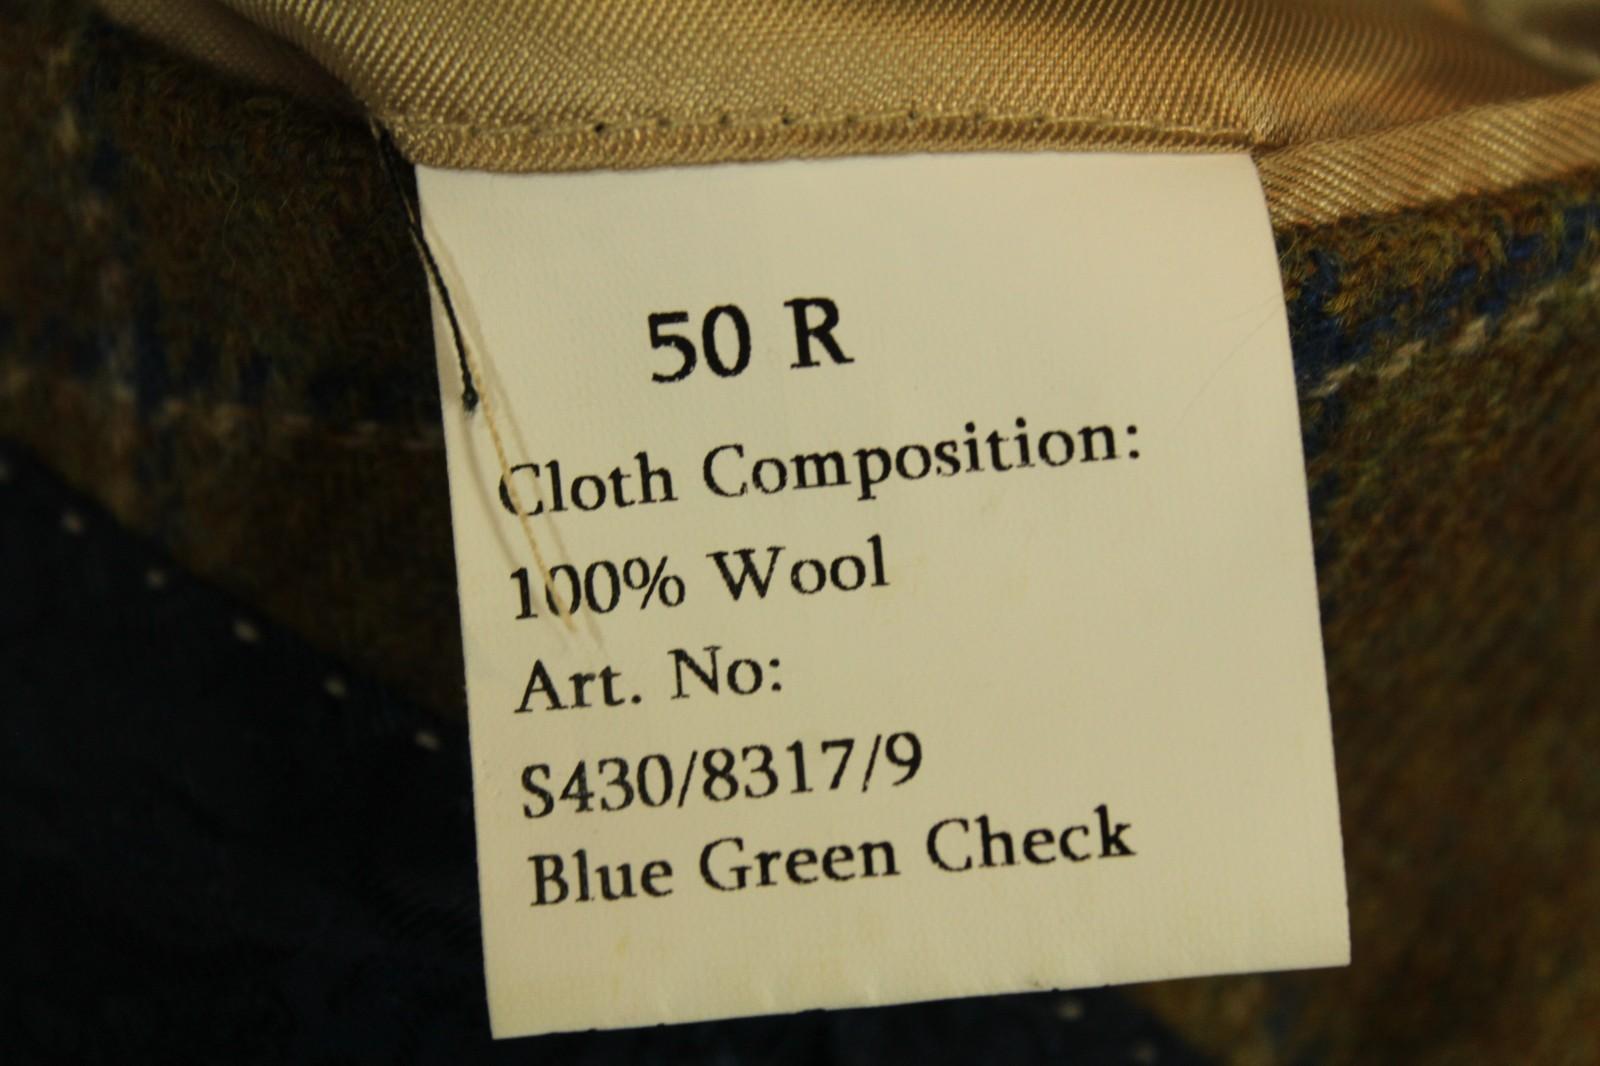 50 R
Cloth Composition:
100% Wool
Art. No:
S430/8317/9
Blue Green Check